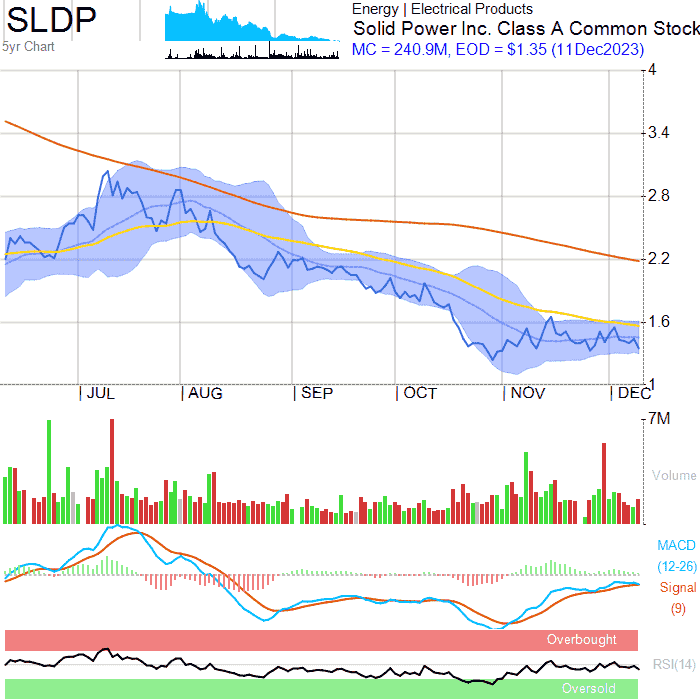 SLDP
5yr Chart
Energy | Electrical Products
Solid Power Inc. Class A Common Stock
MC = 240.9M, EOD = $1.35 (11Dec2023)
4
3.4
2.8
2.2
1.6
1
JUL AUG SEP OCT NOV DEC
7M
Volume
MACD
(12-26)
Signal
(9)
Overbought
RSI(14)
Oversold